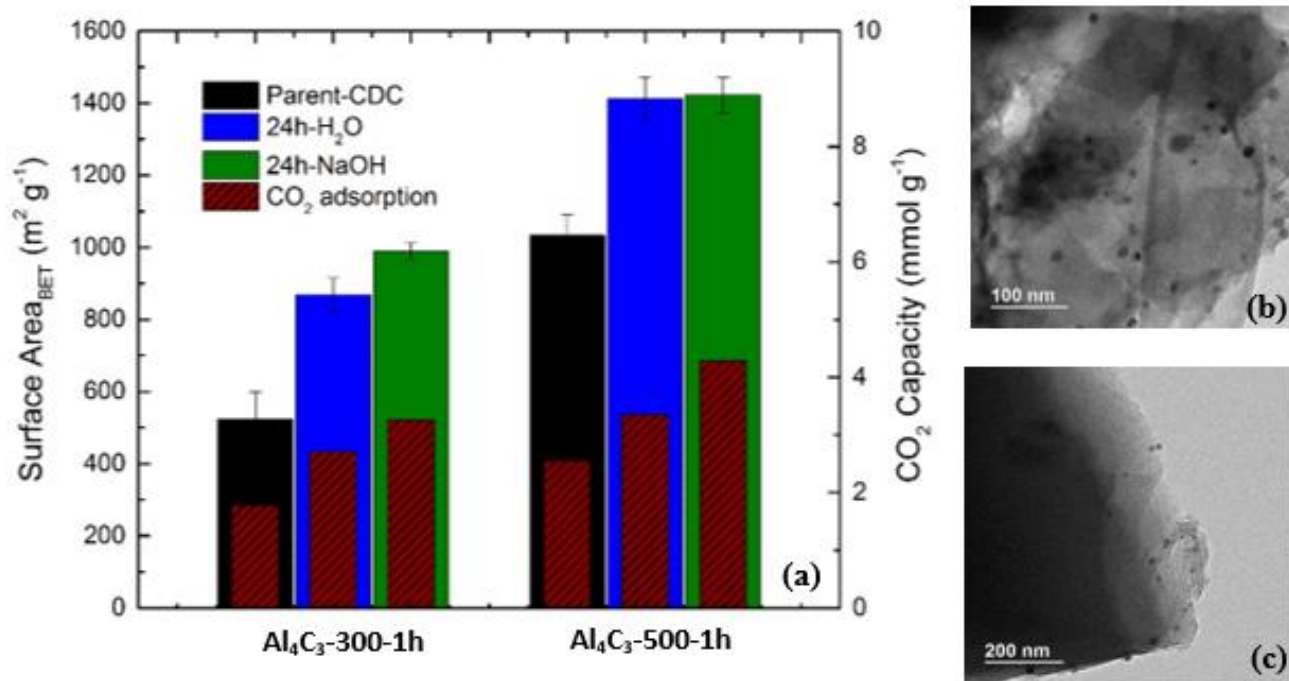 1600
1400
1200
1000
800
600
400
200
0
Surface Area_BET (m² g⁻¹)
Parent-CDC
24h-H₂O
24h-NaOH
CO₂ adsorption
10
8
6
4
2
0
CO₂ Capacity (mmol g⁻¹)
(a)
Al₄C₃-300-1h Al₄C₃-500-1h
100 nm
(b)
200 nm
(c)